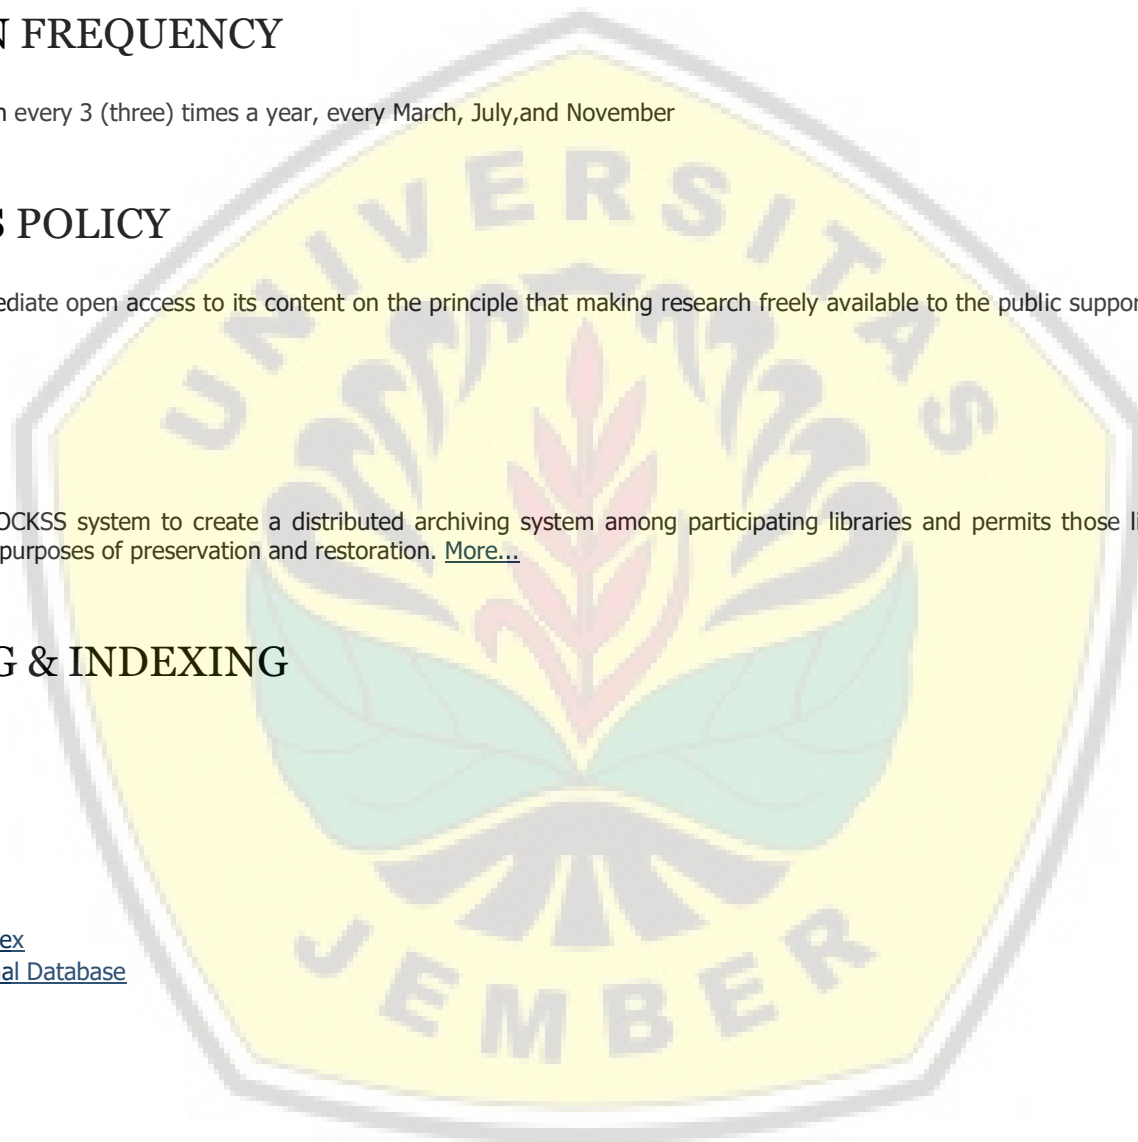 N FREQUENCY
n every 3 (three) times a year, every March, July,and November
S POLICY
ediate open access to its content on the principle that making research freely available to the public suppor
OCKSS system to create a distributed archiving system among participating libraries and permits those li
purposes of preservation and restoration. More...
G & INDEXING
ex
al Database
UNIVERSITAS
JEMBER